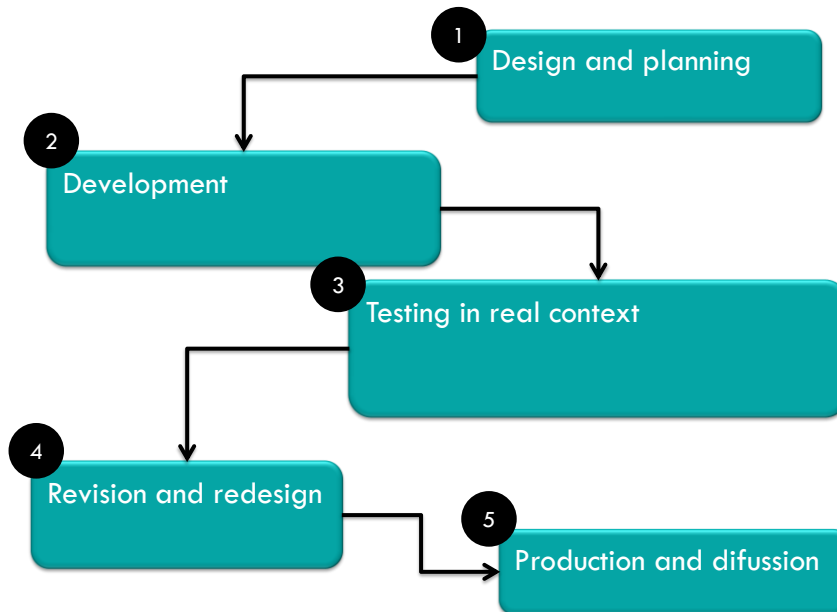 1
Design and planning
2
Development
3
Testing in real context
4
Revision and redesign
5
Production and difussion